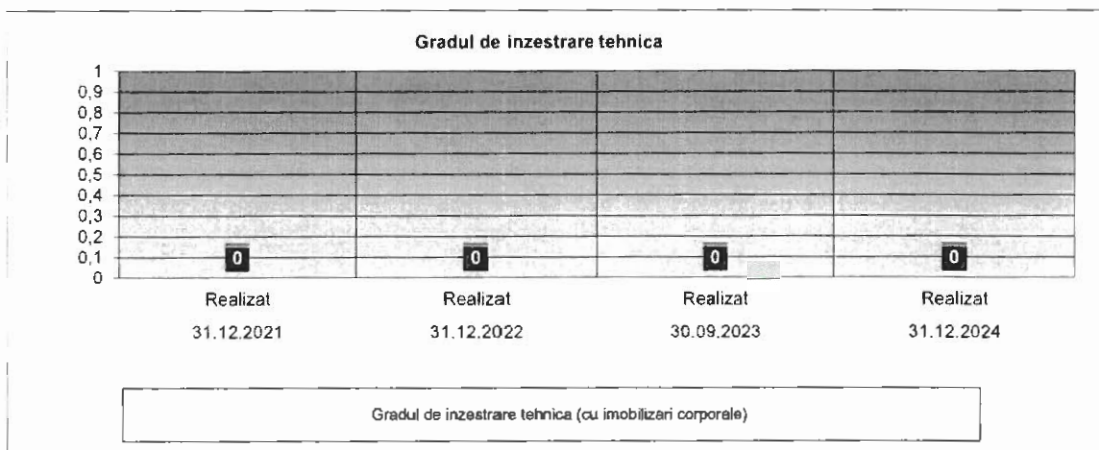 Gradul de inzestrare tehnica
1
0,9
0,8
0,7
0,6
0,5
0,4
0,3
0,2
0,1
0
0 0 0 0
Realizat Realizat Realizat Realizat
31.12.2021 31.12.2022 30.09.2023 31.12.2024
Gradul de inzestrare tehnica (cu imobilizari corporale)